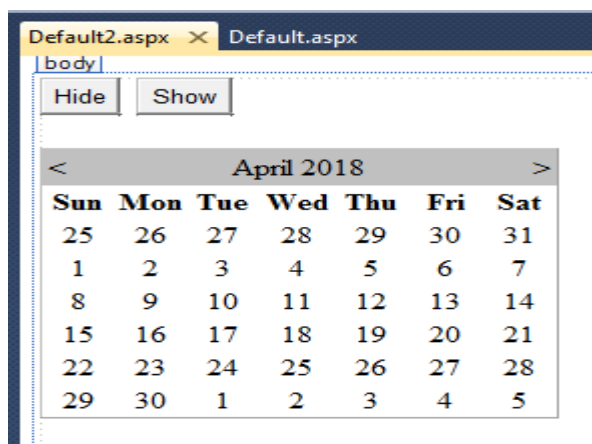 Default2.aspx × Default.aspx
body
Hide Show
< April 2018 >
Sun Mon Tue Wed Thu Fri Sat
25 26 27 28 29 30 31
1 2 3 4 5 6 7
8 9 10 11 12 13 14
15 16 17 18 19 20 21
22 23 24 25 26 27 28
29 30 1 2 3 4 5